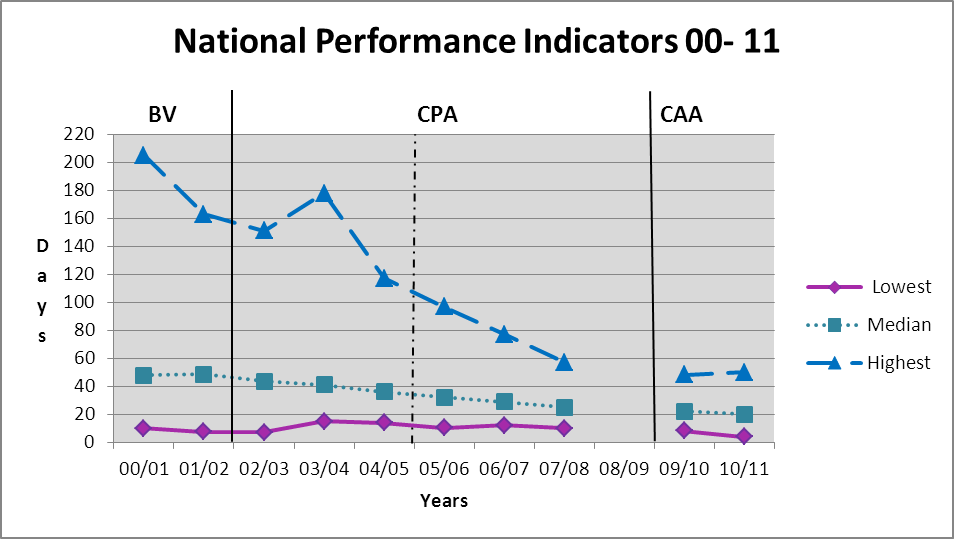 National Performance Indicators 00- 11
BV CPA CAA
220
200
180
160
140
120
100
80
60
40
20
0
Days
00/01 01/02 02/03 03/04 04/05 05/06 06/07 07/08 08/09 09/10 10/11
Years
Lowest
Median
Highest